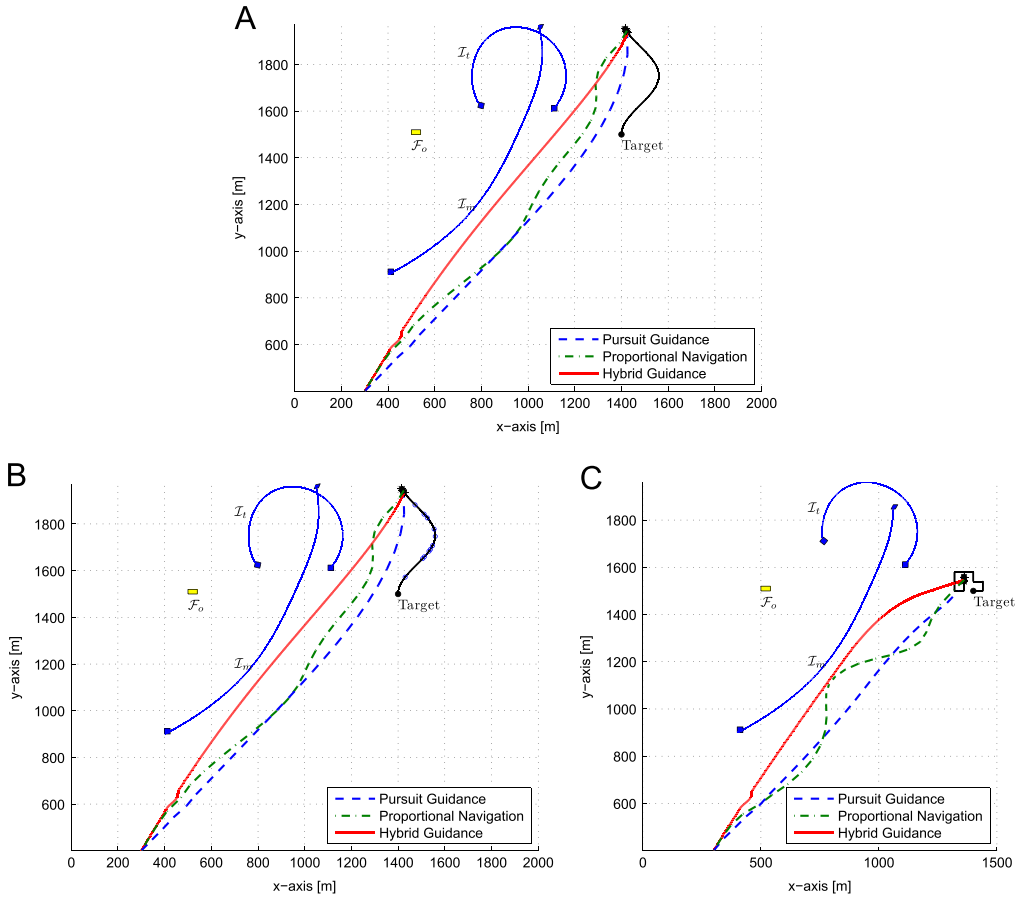 A
1800
1600
1400
1200
1000
800
600
y−axis [m]
ℐt
ℱo
ℐm
Target
Pursuit Guidance
Proportional Navigation
Hybrid Guidance
0 200 400 600 800 1000 1200 1400 1600 1800 2000
x−axis [m]
B
1800
1600
1400
1200
1000
800
600
y−axis [m]
ℐt
ℱo
ℐm
Target
Pursuit Guidance
Proportional Navigation
Hybrid Guidance
0 200 400 600 800 1000 1200 1400 1600 1800 2000
x−axis [m]
C
1800
1600
1400
1200
1000
800
600
y−axis [m]
ℐt
ℱo
ℐm
Target
Pursuit Guidance
Proportional Navigation
Hybrid Guidance
0 500 1000 1500
x−axis [m]